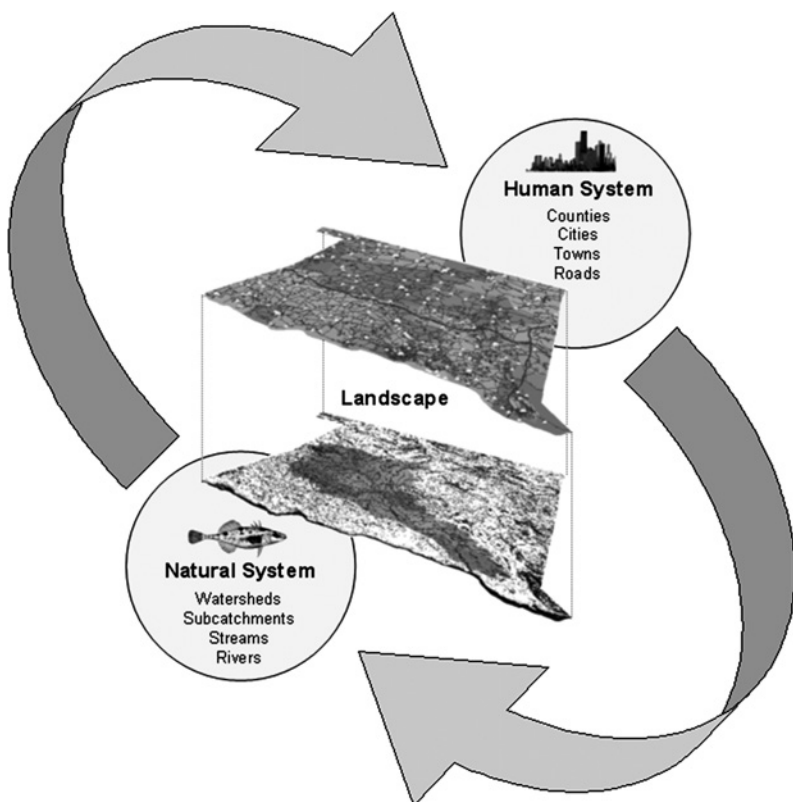 Human System
Counties
Cities
Towns
Roads
Landscape
Natural System
Watersheds
Subcatchments
Streams
Rivers